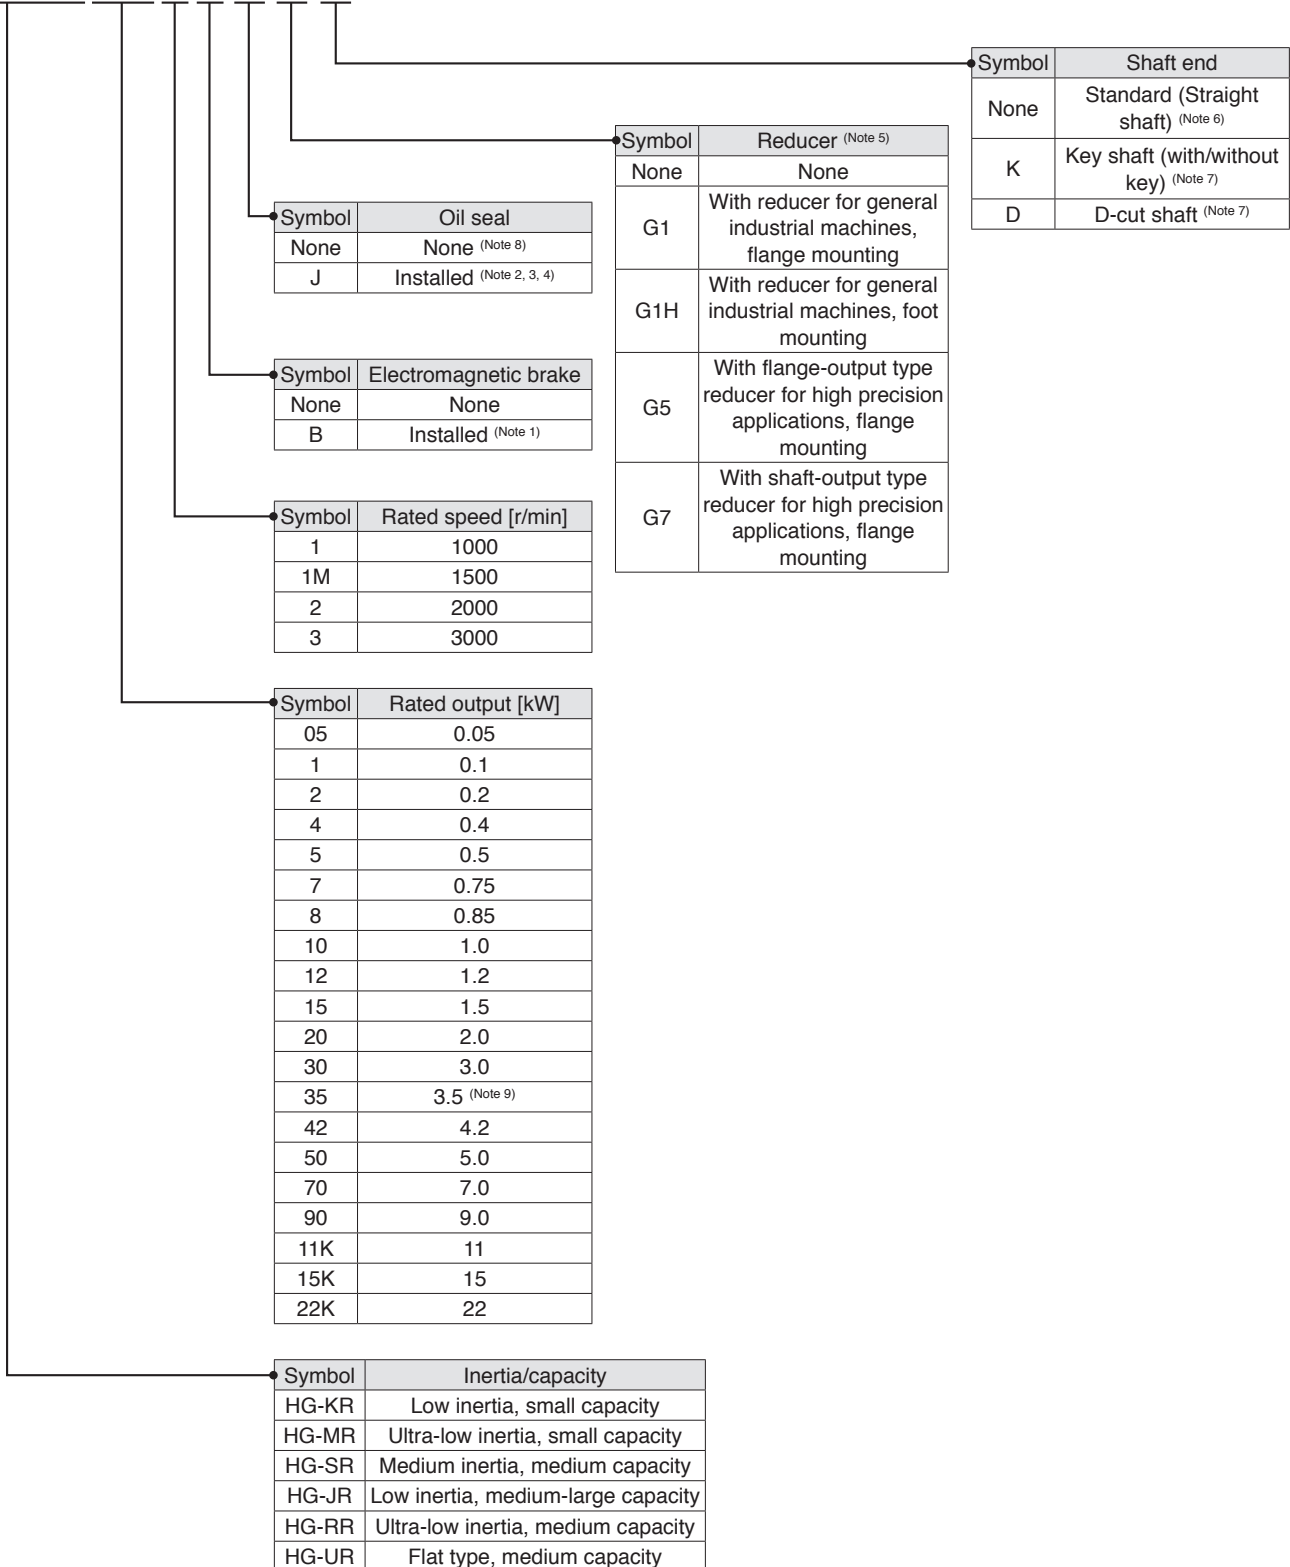 Symbol Shaft end
None Standard (Straight
shaft) (Note 6)
K Key shaft (with/without
key) (Note 7)
D D-cut shaft (Note 7)
Symbol Reducer (Note 5)
None None
G1 With reducer for general
industrial machines,
flange mounting
G1H With reducer for general
industrial machines, foot
mounting
G5 With flange-output type
reducer for high precision
applications, flange
mounting
G7 With shaft-output type
reducer for high precision
applications, flange
mounting
Symbol Oil seal
None None (Note 8)
J Installed (Note 2, 3, 4)
Symbol Electromagnetic brake
None None
B Installed (Note 1)
Symbol Rated speed [r/min]
1 1000
1M 1500
2 2000
3 3000
Symbol Rated output [kW]
05 0.05
1 0.1
2 0.2
4 0.4
5 0.5
7 0.75
8 0.85
10 1.0
12 1.2
15 1.5
20 2.0
30 3.0
35 3.5 (Note 9)
42 4.2
50 5.0
70 7.0
90 9.0
11K 11
15K 15
22K 22
Symbol Inertia/capacity
HG-KR Low inertia, small capacity
HG-MR Ultra-low inertia, small capacity
HG-SR Medium inertia, medium capacity
HG-JR Low inertia, medium-large capacity
HG-RR Ultra-low inertia, medium capacity
HG-UR Flat type, medium capacity